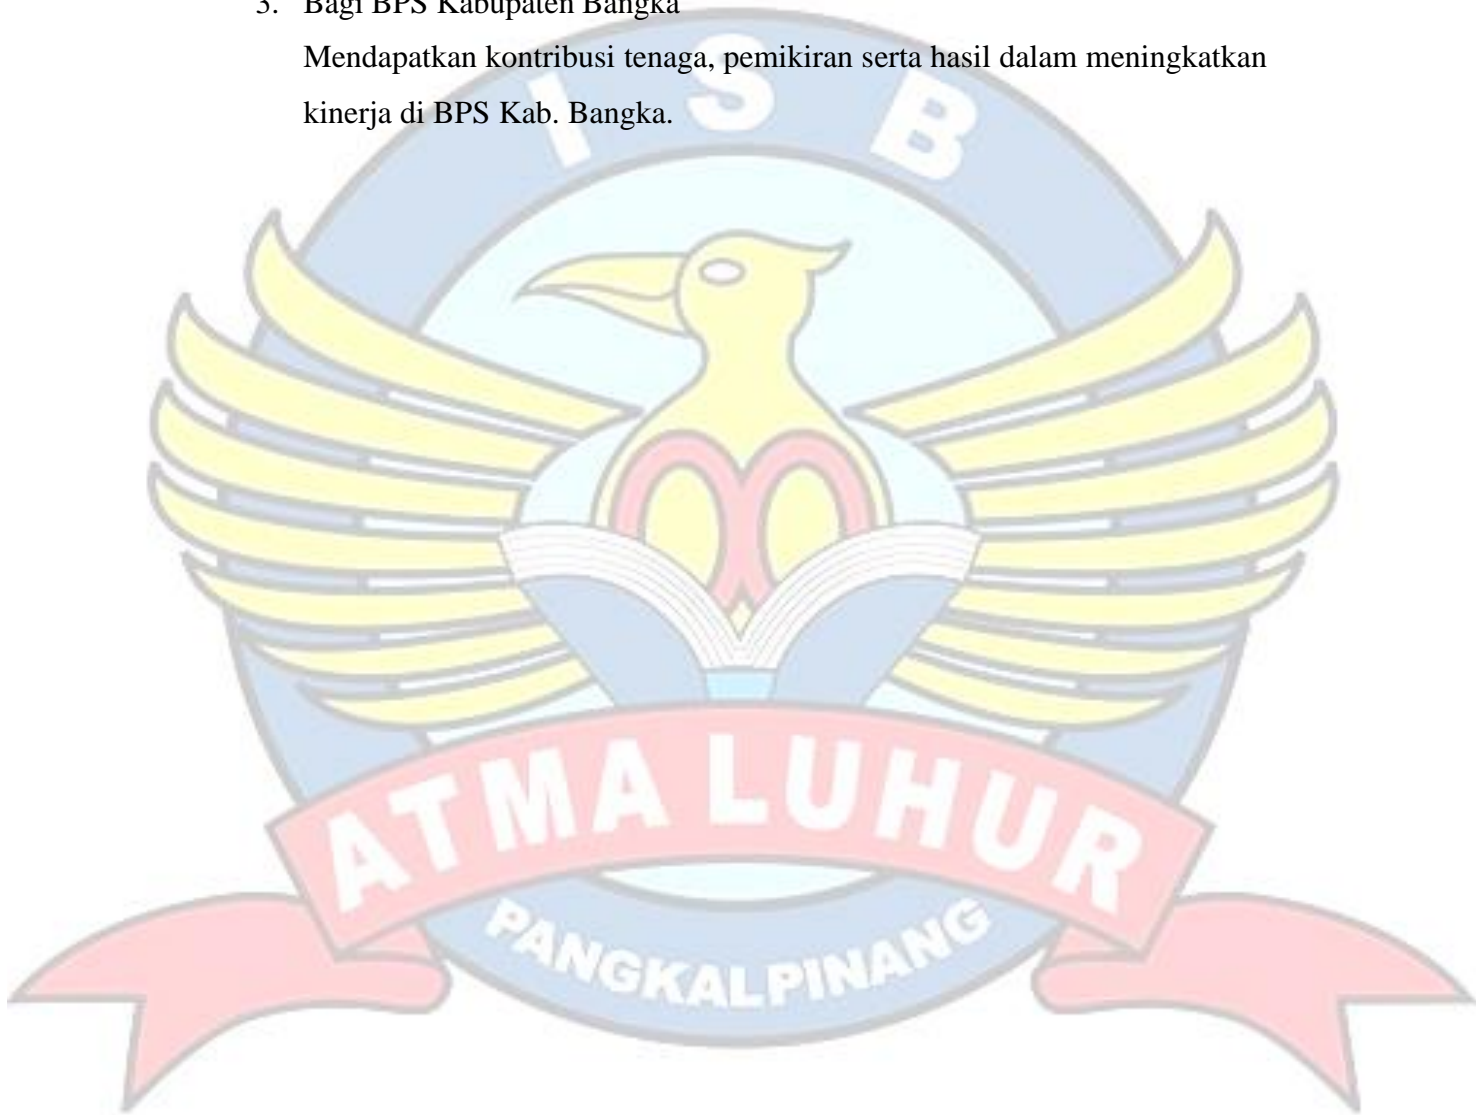 3. Bagi BPS Kabupaten Bangka
Mendapatkan kontribusi tenaga, pemikiran serta hasil dalam meningkatkan
kinerja di BPS Kab. Bangka.
I S B
ATMA LUHUR
PANGKALPINANG